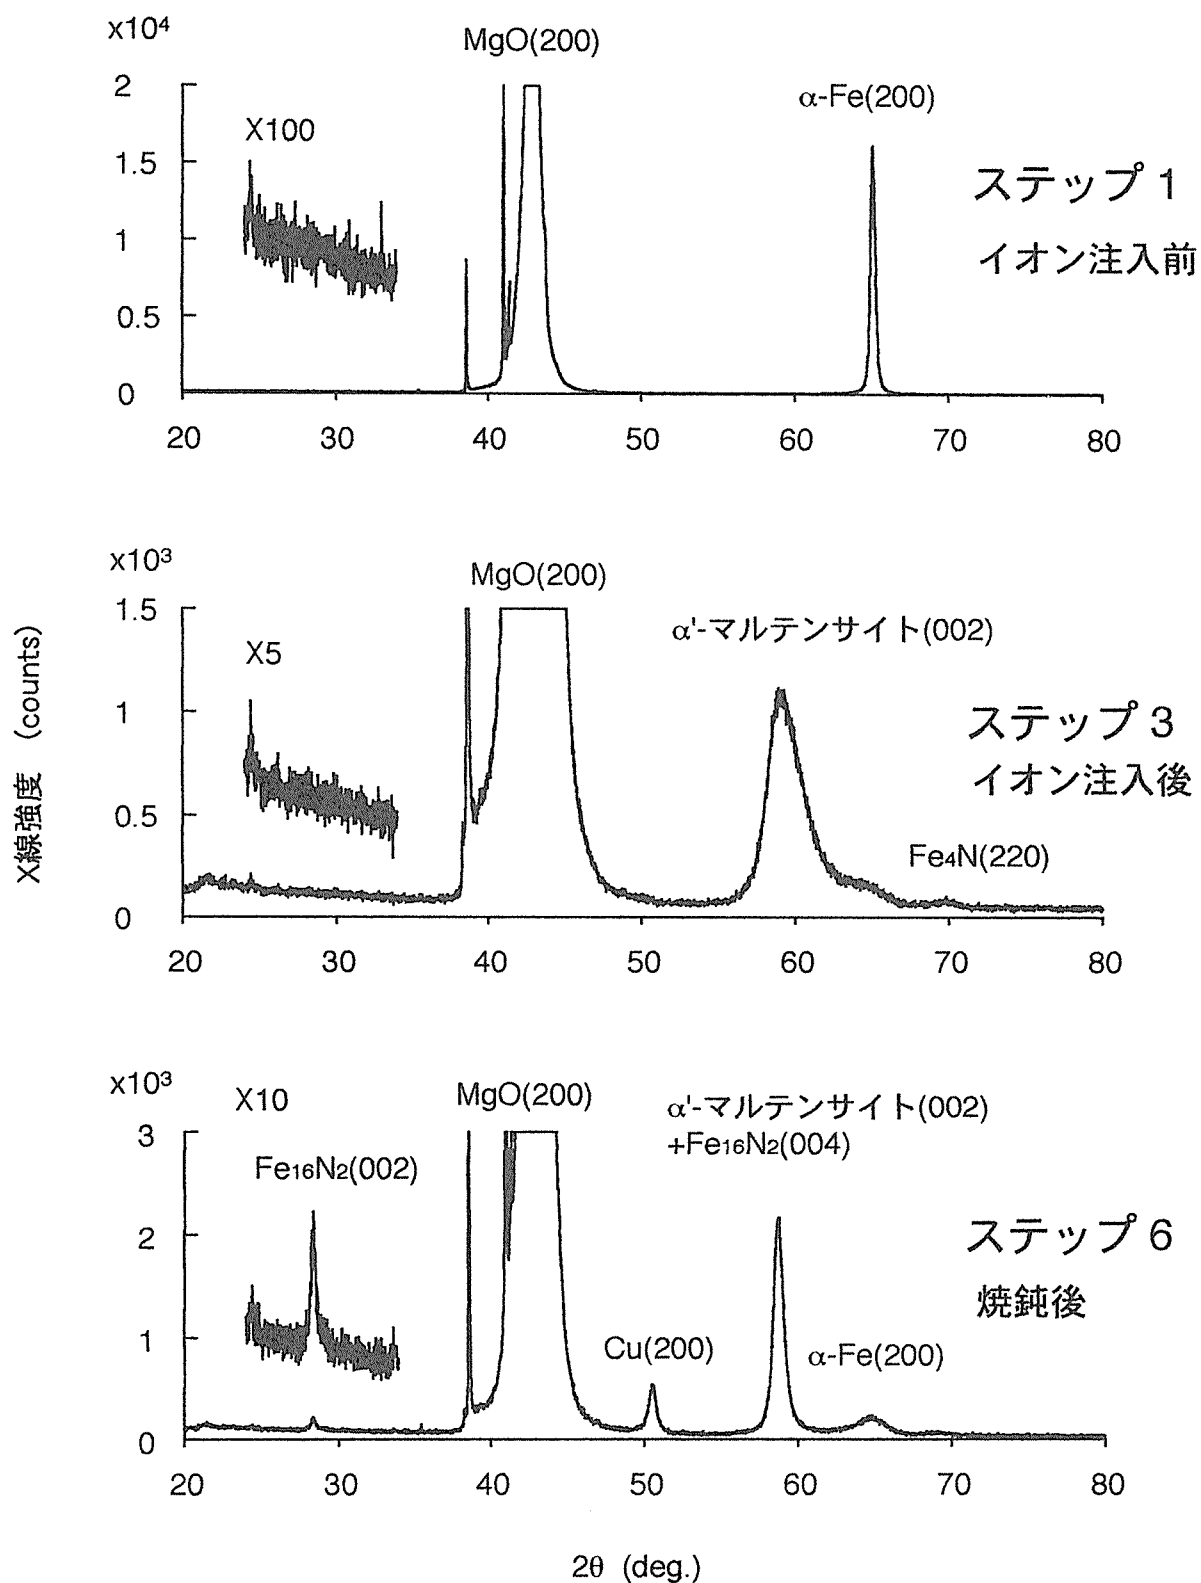 x10⁴
MgO(200)
α-Fe(200)
2
X100
1.5
ステップ 1
1
イオン注入前
0.5
0
20 30 40 50 60 70 80
x10³
MgO(200)
1.5
α'-マルテンサイト(002)
X5
1
ステップ 3
イオン注入後
0.5
Fe₄N(220)
0
20 30 40 50 60 70 80
X線強度 (counts)
x10³
X10
MgO(200)
α'-マルテンサイト(002)
+Fe₁₆N₂(004)
3
Fe₁₆N₂(002)
2
ステップ 6
焼鈍後
1
Cu(200)
α-Fe(200)
0
20 30 40 50 60 70 80
2θ (deg.)